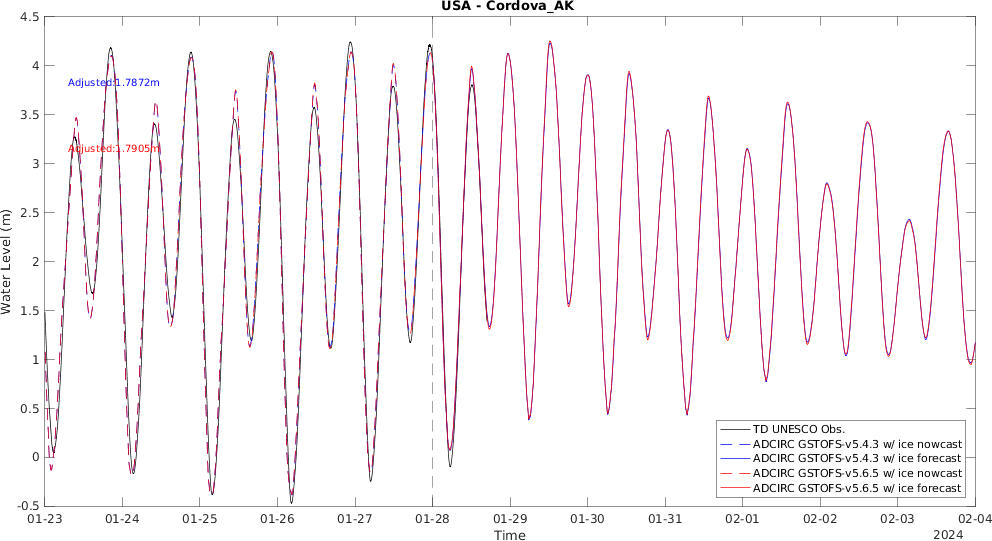 USA - Cordova_AK
4.5
4
3.5
3
2.5
2
1.5
1
0.5
0
-0.5
Water Level (m)
Adjusted:1.7872m
Adjusted:1.7905m
TD UNESCO Obs.
ADCIRC GSTOFS-v5.4.3 w/ ice nowcast
ADCIRC GSTOFS-v5.4.3 w/ ice forecast
ADCIRC GSTOFS-v5.6.5 w/ ice nowcast
ADCIRC GSTOFS-v5.6.5 w/ ice forecast
01-23 01-24 01-25 01-26 01-27 01-28 01-29 01-30 01-31 02-01 02-02 02-03 02-04
Time
2024